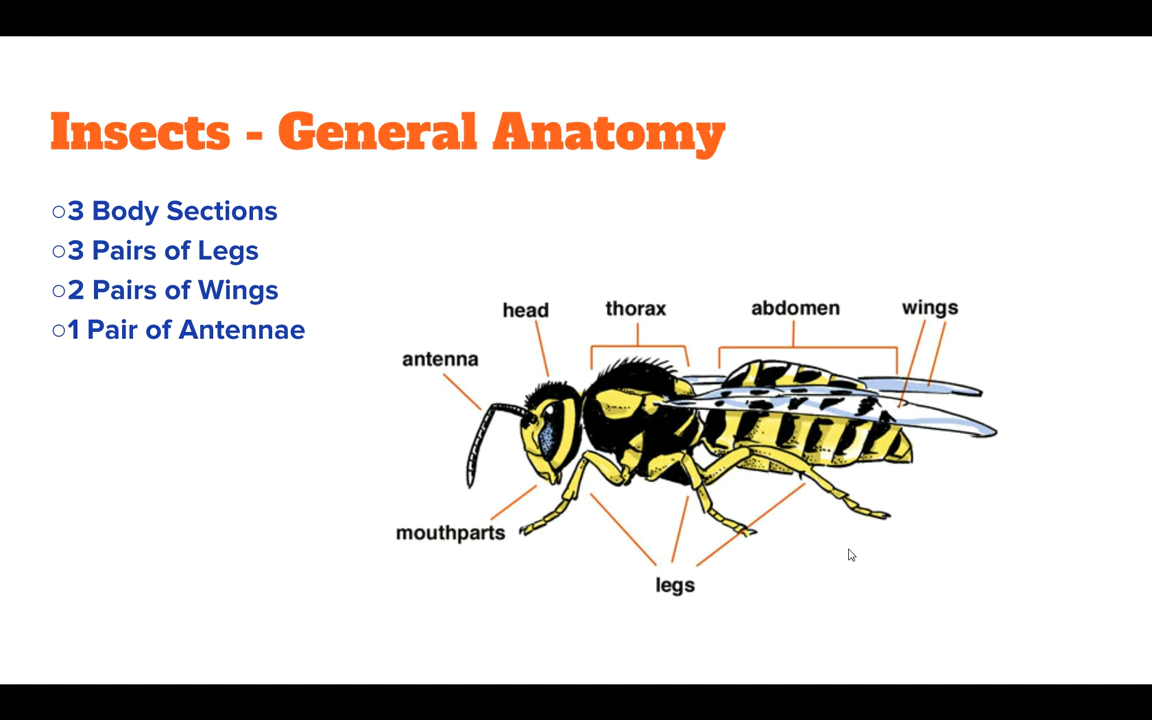 Insects - General Anatomy
○3 Body Sections
○3 Pairs of Legs
○2 Pairs of Wings
○1 Pair of Antennae
head
thorax
abdomen
wings
antenna
mouthparts
legs